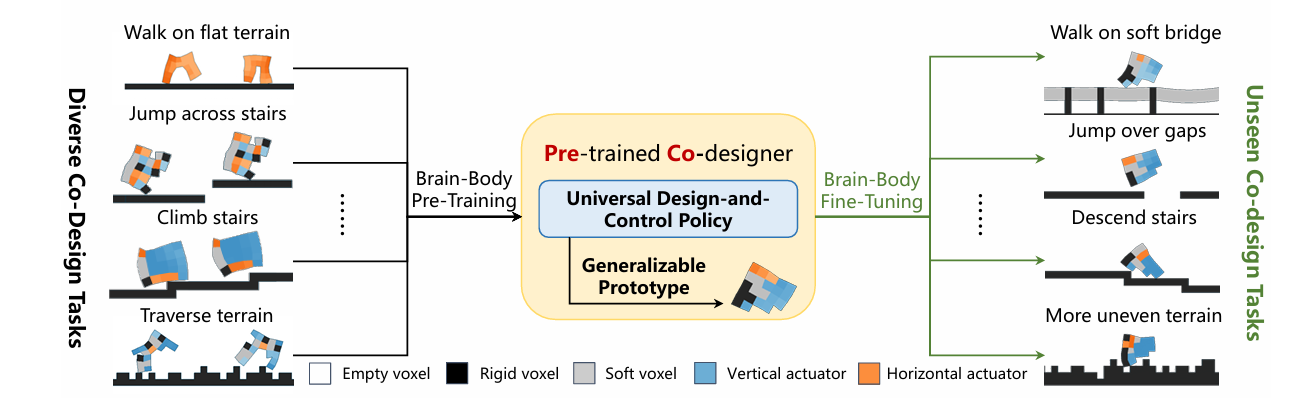 Diverse Co-Design Tasks
Walk on flat terrain
Jump across stairs
Climb stairs
Traverse terrain
Brain-Body
Pre-Training
Pre-trained Co-designer
Universal Design-and-
Control Policy
Generalizable
Prototype
Brain-Body
Fine-Tuning
Walk on soft bridge
Jump over gaps
Descend stairs
More uneven terrain
Unseen Co-design Tasks
Empty voxel
Rigid voxel
Soft voxel
Vertical actuator
Horizontal actuator